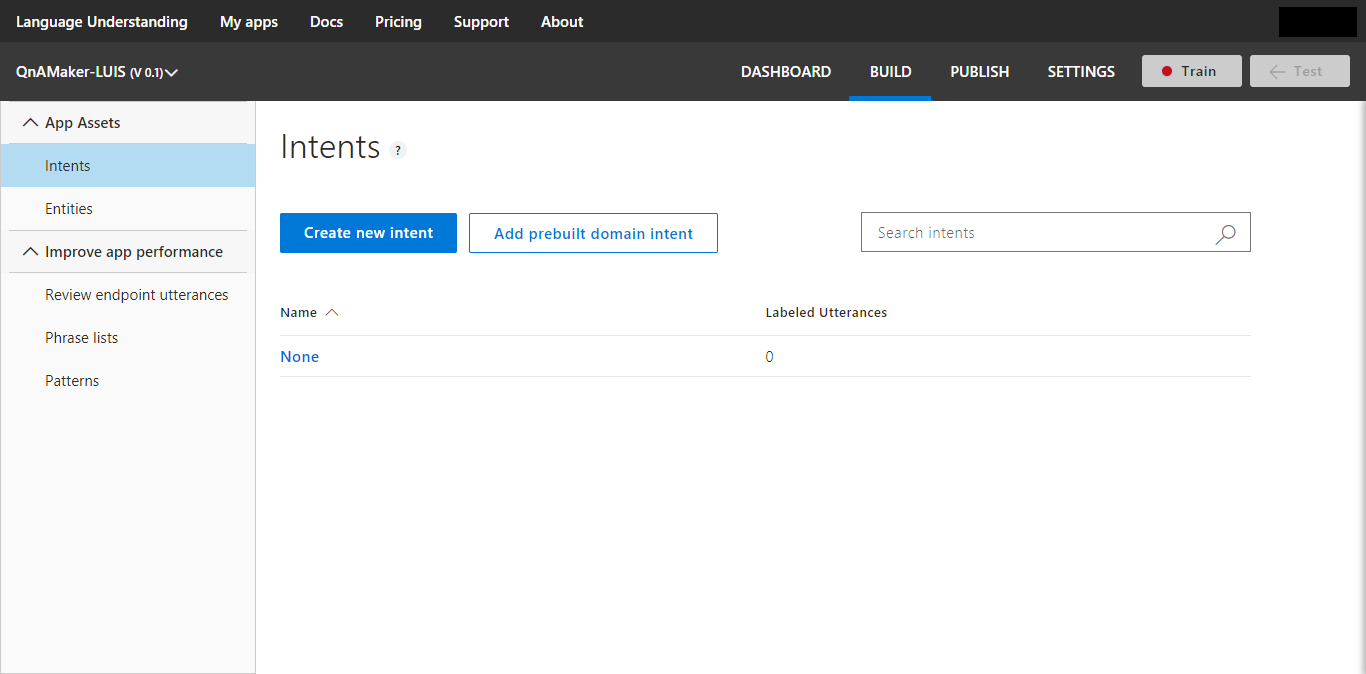 Language Understanding My apps Docs Pricing Support About
QnAMaker-LUIS (V 0.1) DASHBOARD BUILD PUBLISH SETTINGS Train Test
App Assets
Intents
Entities
Improve app performance
Review endpoint utterances
Phrase lists
Patterns
Intents ?
Create new intent Add prebuilt domain intent Search intents
Name Labeled Utterances
None 0